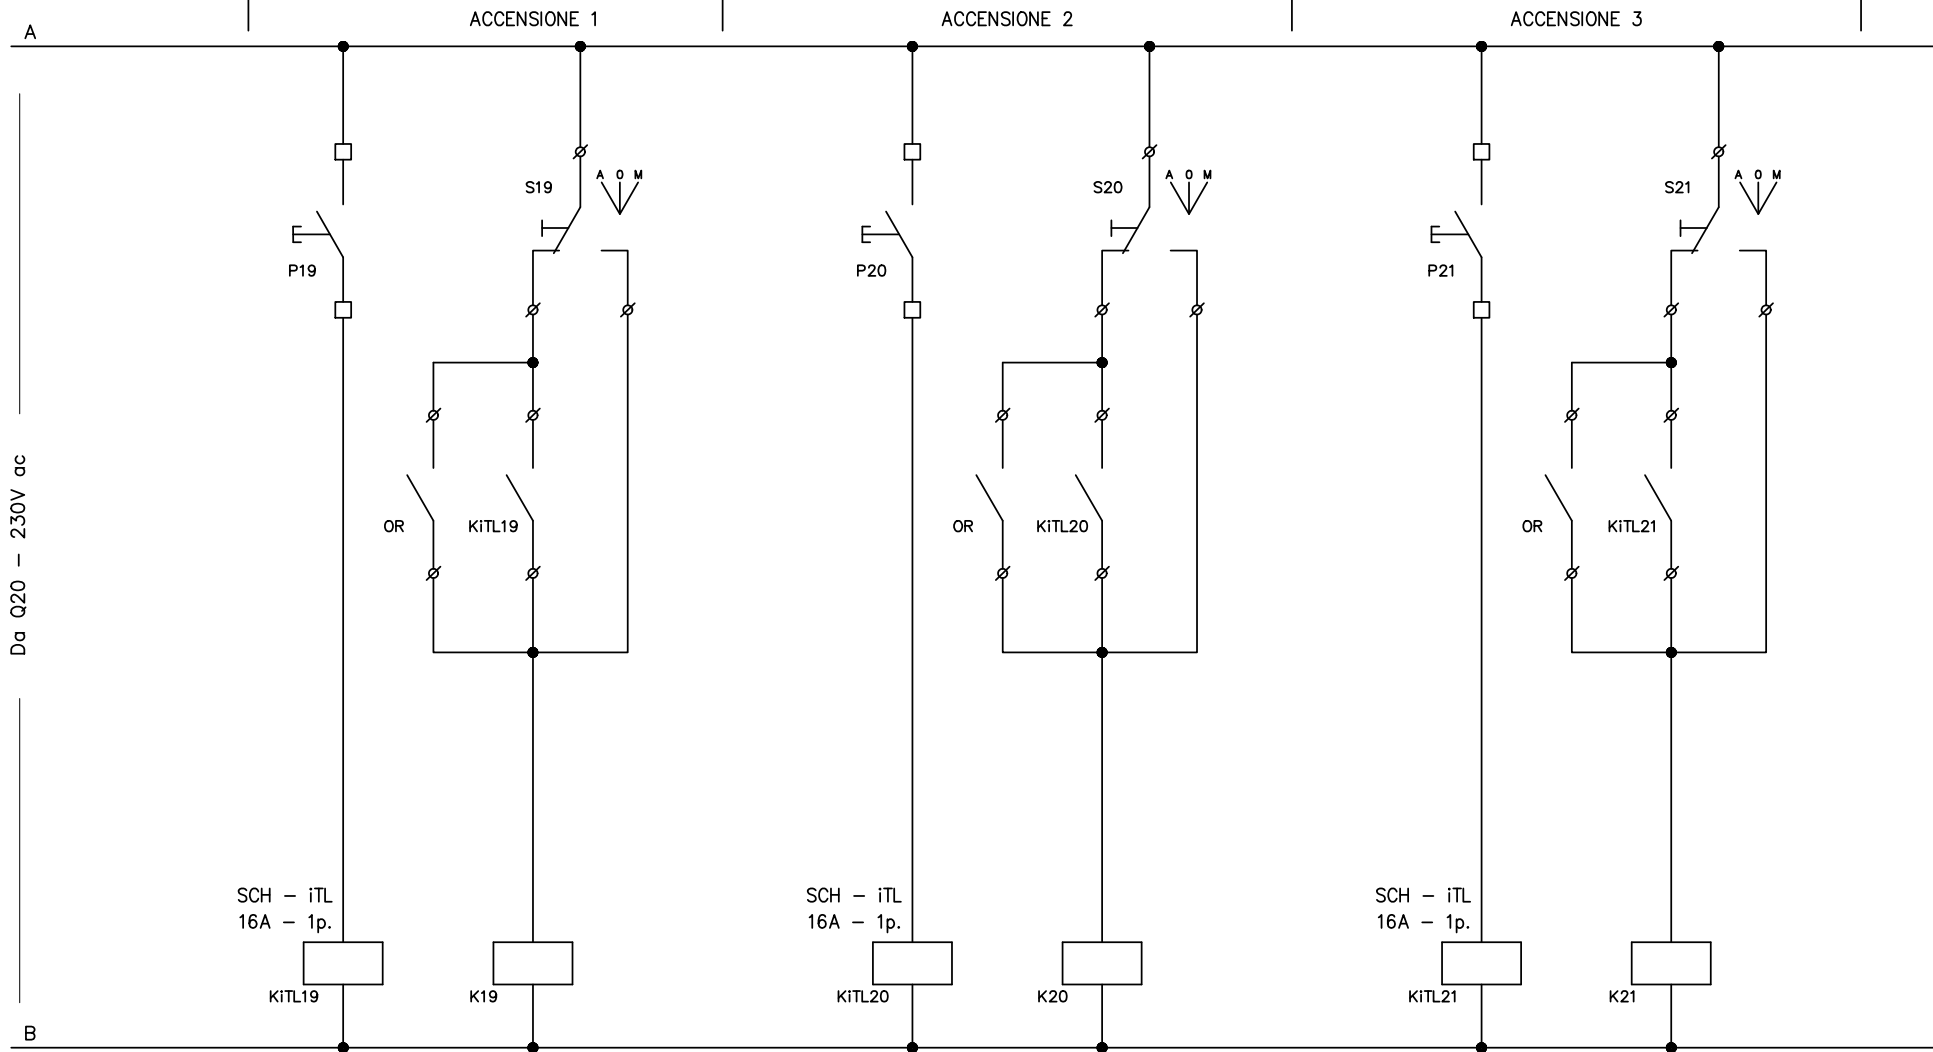 ACCENSIONE 1
ACCENSIONE 2
ACCENSIONE 3
A
Da Q20 - 230V ac
S19
A O M
P19
OR
KiTL19
SCH - iTL
16A - 1p.
KiTL19
K19
S20
A O M
P20
OR
KiTL20
SCH - iTL
16A - 1p.
KiTL20
K20
S21
A O M
P21
OR
KiTL21
SCH - iTL
16A - 1p.
KiTL21
K21
B